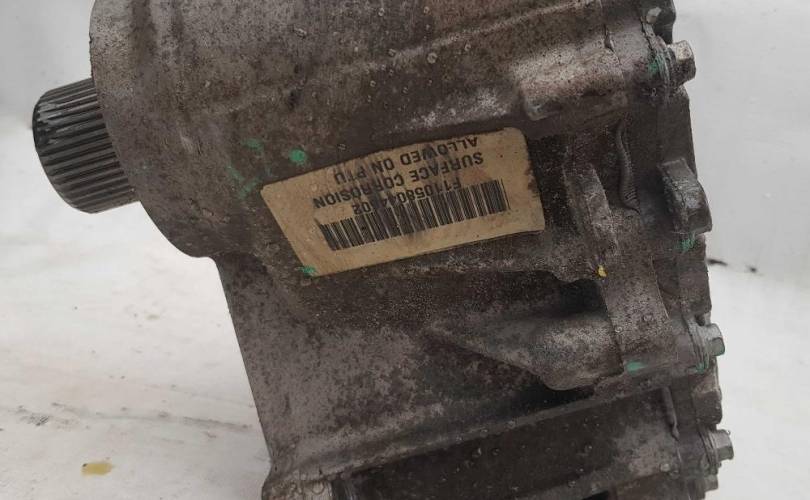 SURFACE CORROSION
ALLOWED ON PTU